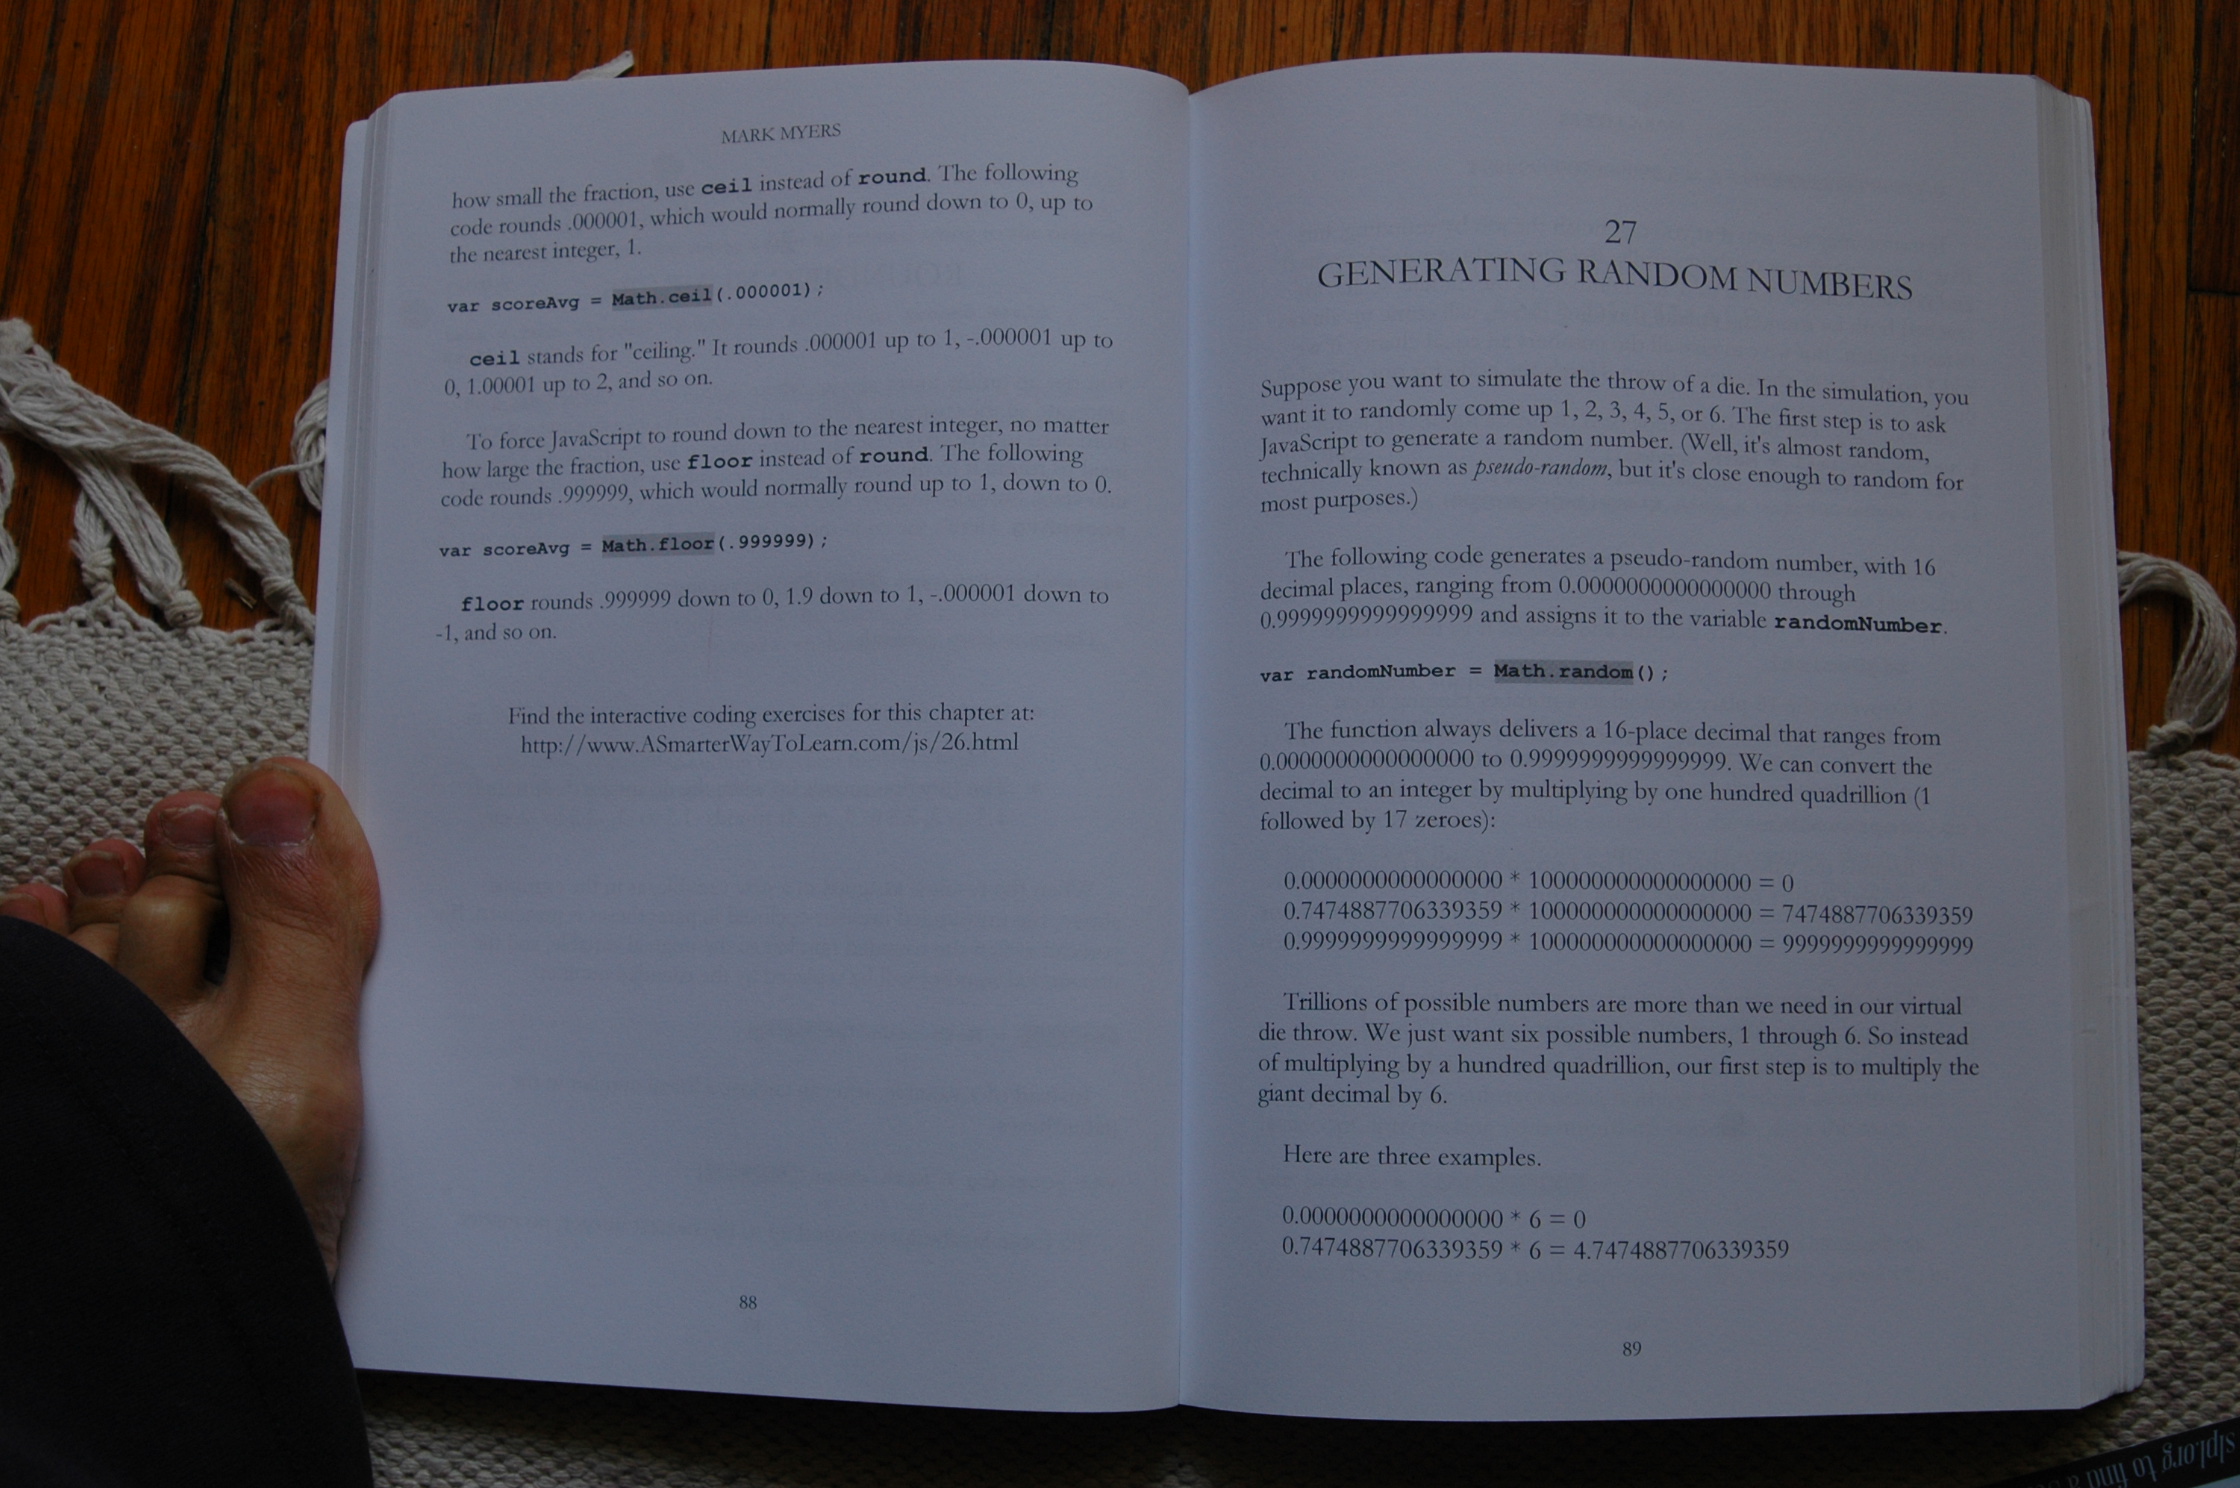 MARK MYERS
how small the fraction, use ceil instead of round. The following
code rounds .000001, which would normally round down to 0, up to
the nearest integer, 1.
var scoreAvg = Math.ceil(.000001);
ceil stands for "ceiling." It rounds .000001 up to 1, -.000001 up to
0, 1.00001 up to 2, and so on.
To force JavaScript to round down to the nearest integer, no matter
how large the fraction, use floor instead of round. The following
code rounds .999999, which would normally round up to 1, down to 0.
var scoreAvg = Math.floor(.999999);
floor rounds .999999 down to 0, 1.9 down to 1, -.000001 down to
-1, and so on.
Find the interactive coding exercises for this chapter at:
http://www.ASmarterWayToLearn.com/js/26.html
88
27
GENERATING RANDOM NUMBERS
Suppose you want to simulate the throw of a die. In the simulation, you
want it to randomly come up 1, 2, 3, 4, 5, or 6. The first step is to ask
JavaScript to generate a random number. (Well, it's almost random,
technically known as pseudo-random, but it's close enough to random for
most purposes.)
The following code generates a pseudo-random number, with 16
decimal places, ranging from 0.0000000000000000 through
0.9999999999999999 and assigns it to the variable randomNumber.
var randomNumber = Math.random();
The function always delivers a 16-place decimal that ranges from
0.0000000000000000 to 0.9999999999999999. We can convert the
decimal to an integer by multiplying by one hundred quadrillion (1
followed by 17 zeroes):
0.0000000000000000 * 100000000000000000 = 0
0.7474887706339359 * 100000000000000000 = 7474887706339359
0.9999999999999999 * 100000000000000000 = 9999999999999999
Trillions of possible numbers are more than we need in our virtual
die throw. We just want six possible numbers, 1 through 6. So instead
of multiplying by a hundred quadrillion, our first step is to multiply the
giant decimal by 6.
Here are three examples.
0.0000000000000000 * 6 = 0
0.7474887706339359 * 6 = 4.7474887706339359
89
slpl.org to find a